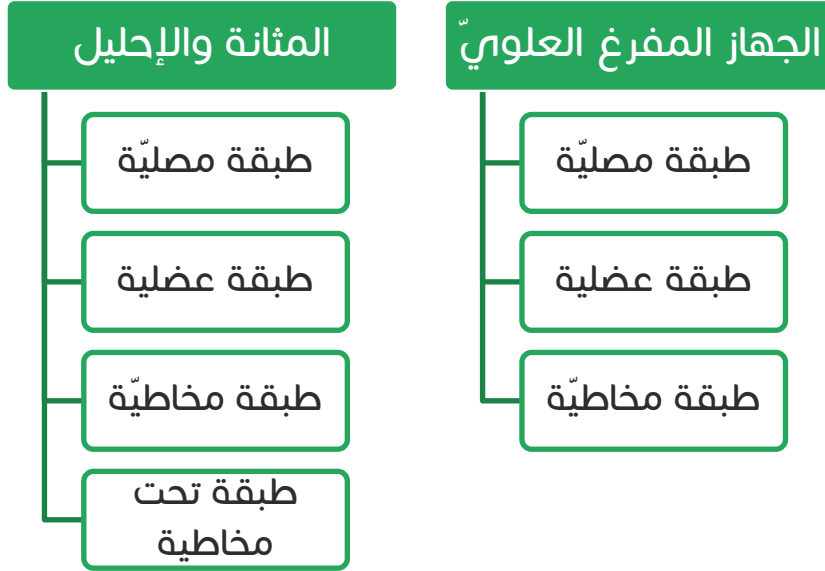 الجهاز المفرغ العلويّ
طبقة مصليّة
طبقة عضلية
طبقة مخاطيّة
المثانة والإحليل
طبقة مصليّة
طبقة عضلية
طبقة مخاطيّة
طبقة تحت
مخاطية